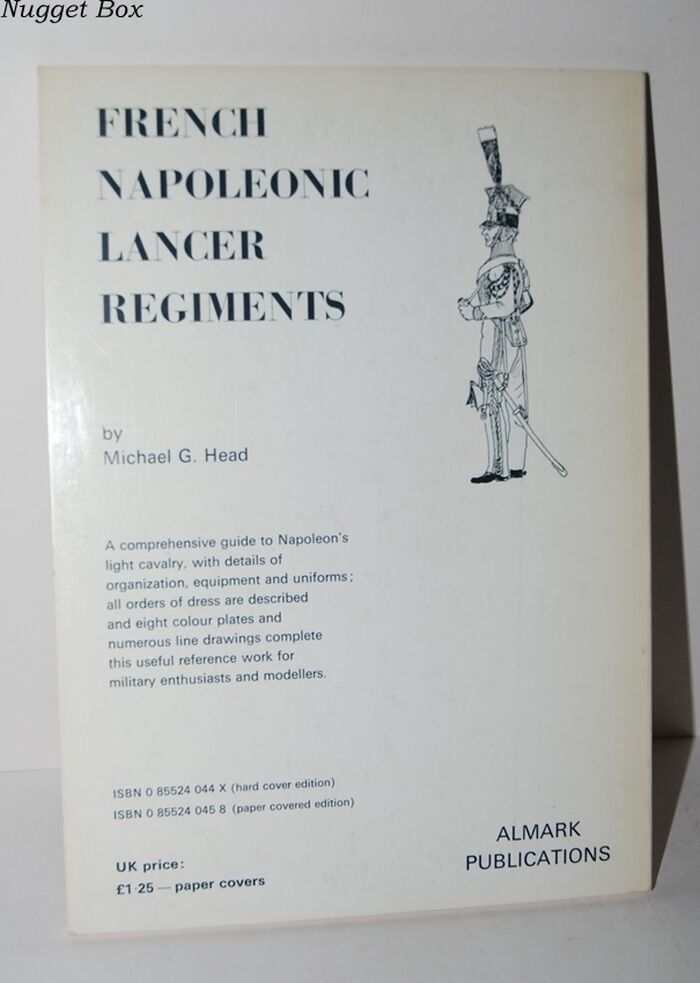 Nugget Box
FRENCH
NAPOLEONIC
LANCER
REGIMENTS
by
Michael G. Head
A comprehensive guide to Napoleon's
light cavalry, with details of
organization, equipment and uniforms;
all orders of dress are described
and eight colour plates and
numerous line drawings complete
this useful reference work for
military enthusiasts and modellers.
ISBN 0 85524 044 X (hard cover edition)
ISBN 0 85524 045 8 (paper covered edition)
UK price:
£1·25 — paper covers
ALMARK
PUBLICATIONS